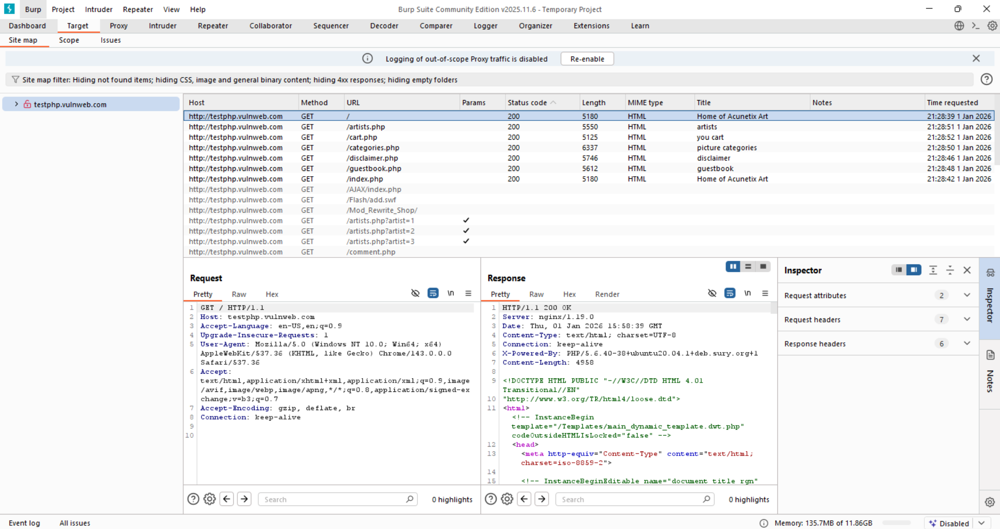 Burp Project Intruder Repeater View Help Burp Suite Community Edition v2025.11.6 - Temporary Project
Dashboard Target Proxy Intruder Repeater Collaborator Sequencer Decoder Comparer Logger Organizer Extensions Learn
Site map Scope Issues
Logging of out-of-scope Proxy traffic is disabled Re-enable
Site map filter: Hiding not found items; hiding CSS, image and general binary content; hiding 4xx responses; hiding empty folders
testphp.vulnweb.com
Host Method URL Params Status code Length MIME type Title Notes Time requested
http://testphp.vulnweb.com GET / 200 5180 HTML Home of Acunetix Art 21:28:39 1 Jan 2026
http://testphp.vulnweb.com GET /artists.php 200 5550 HTML artists 21:28:51 1 Jan 2026
http://testphp.vulnweb.com GET /cart.php 200 5125 HTML you cart 21:28:52 1 Jan 2026
http://testphp.vulnweb.com GET /categories.php 200 6337 HTML picture categories 21:28:50 1 Jan 2026
http://testphp.vulnweb.com GET /disclaimer.php 200 5746 HTML disclaimer 21:28:46 1 Jan 2026
http://testphp.vulnweb.com GET /guestbook.php 200 5612 HTML guestbook 21:28:48 1 Jan 2026
http://testphp.vulnweb.com GET /index.php 200 5180 HTML Home of Acunetix Art 21:28:42 1 Jan 2026
http://testphp.vulnweb.com GET /AJAX/index.php
http://testphp.vulnweb.com GET /Flash/add.swf
http://testphp.vulnweb.com GET /Mod_Rewrite_Shop/
http://testphp.vulnweb.com GET /artists.php?artist=1 ✓
http://testphp.vulnweb.com GET /artists.php?artist=2 ✓
http://testphp.vulnweb.com GET /artists.php?artist=3 ✓
http://testphp.vulnweb.com GET /comment.php
Request
Pretty Raw Hex \n
1 GET / HTTP/1.1
2 Host: testphp.vulnweb.com
3 Accept-Language: en-US,en;q=0.9
4 Upgrade-Insecure-Requests: 1
5 User-Agent: Mozilla/5.0 (Windows NT 10.0; Win64; x64)
AppleWebKit/537.36 (KHTML, like Gecko) Chrome/143.0.0.0
Safari/537.36
6 Accept:
text/html,application/xhtml+xml,application/xml;q=0.9,image
/avif,image/webp,image/apng,*/*;q=0.8,application/signed-ex
change;v=b3;q=0.7
7 Accept-Encoding: gzip, deflate, br
8 Connection: keep-alive
9
10
Search 0 highlights
Response
Pretty Raw Hex Render \n
1 HTTP/1.1 200 OK
2 Server: nginx/1.19.0
3 Date: Thu, 01 Jan 2026 15:58:39 GMT
4 Content-Type: text/html; charset=UTF-8
5 Connection: keep-alive
6 X-Powered-By: PHP/5.6.40-38+ubuntu20.04.1+deb.sury.org+1
7 Content-Length: 4958
8
9 <!DOCTYPE HTML PUBLIC "-//W3C//DTD HTML 4.01
Transitional//EN"
10 "http://www.w3.org/TR/html4/loose.dtd">
11 <html>
<!-- InstanceBegin
template="/Templates/main_dynamic_template.dwt.php"
codeOutsideHTMLIsLocked="false" -->
12 <head>
13 <meta http-equiv="Content-Type" content="text/html;
charset=iso-8859-2">
14
15 <!-- InstanceBeginEditable name="document_title_rgn"
Search 0 highlights
Inspector
Request attributes 2
Request headers 7
Response headers 6
Inspector
Notes
Event log All issues Memory: 135.7MB of 11.86GB Disabled